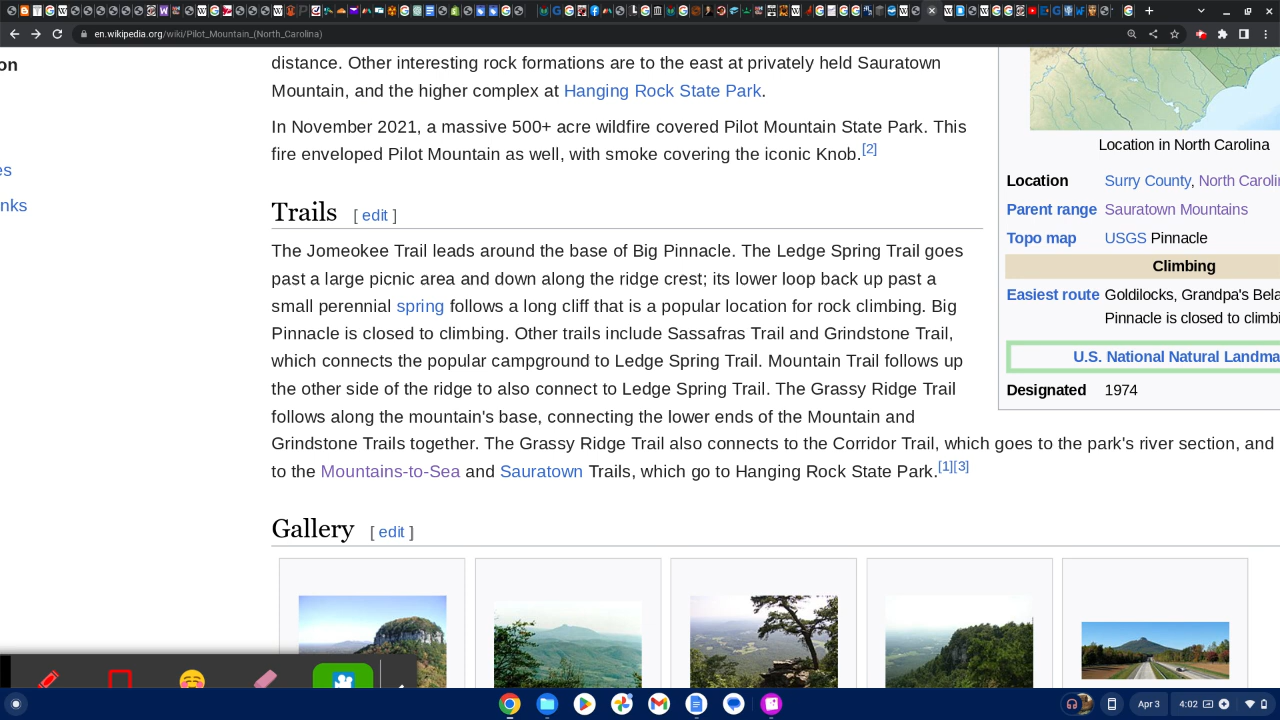 en.wikipedia.org/wiki/Pilot_Mountain_(North_Carolina)
on
es
nks
distance. Other interesting rock formations are to the east at privately held Sauratown
Mountain, and the higher complex at Hanging Rock State Park.
In November 2021, a massive 500+ acre wildfire covered Pilot Mountain State Park. This
fire enveloped Pilot Mountain as well, with smoke covering the iconic Knob.[2]
Trails [ edit ]
The Jomeokee Trail leads around the base of Big Pinnacle. The Ledge Spring Trail goes
past a large picnic area and down along the ridge crest; its lower loop back up past a
small perennial spring follows a long cliff that is a popular location for rock climbing. Big
Pinnacle is closed to climbing. Other trails include Sassafras Trail and Grindstone Trail,
which connects the popular campground to Ledge Spring Trail. Mountain Trail follows up
the other side of the ridge to also connect to Ledge Spring Trail. The Grassy Ridge Trail
follows along the mountain's base, connecting the lower ends of the Mountain and
Grindstone Trails together. The Grassy Ridge Trail also connects to the Corridor Trail, which goes to the park's river section, and
to the Mountains-to-Sea and Sauratown Trails, which go to Hanging Rock State Park.[1][3]
Gallery [ edit ]
Location in North Carolina
Location Surry County, North Caroli
Parent range Sauratown Mountains
Topo map USGS Pinnacle
Climbing
Easiest route Goldilocks, Grandpa's Bela
Pinnacle is closed to climbi
U.S. National Natural Landma
Designated 1974
Apr 3
4:02